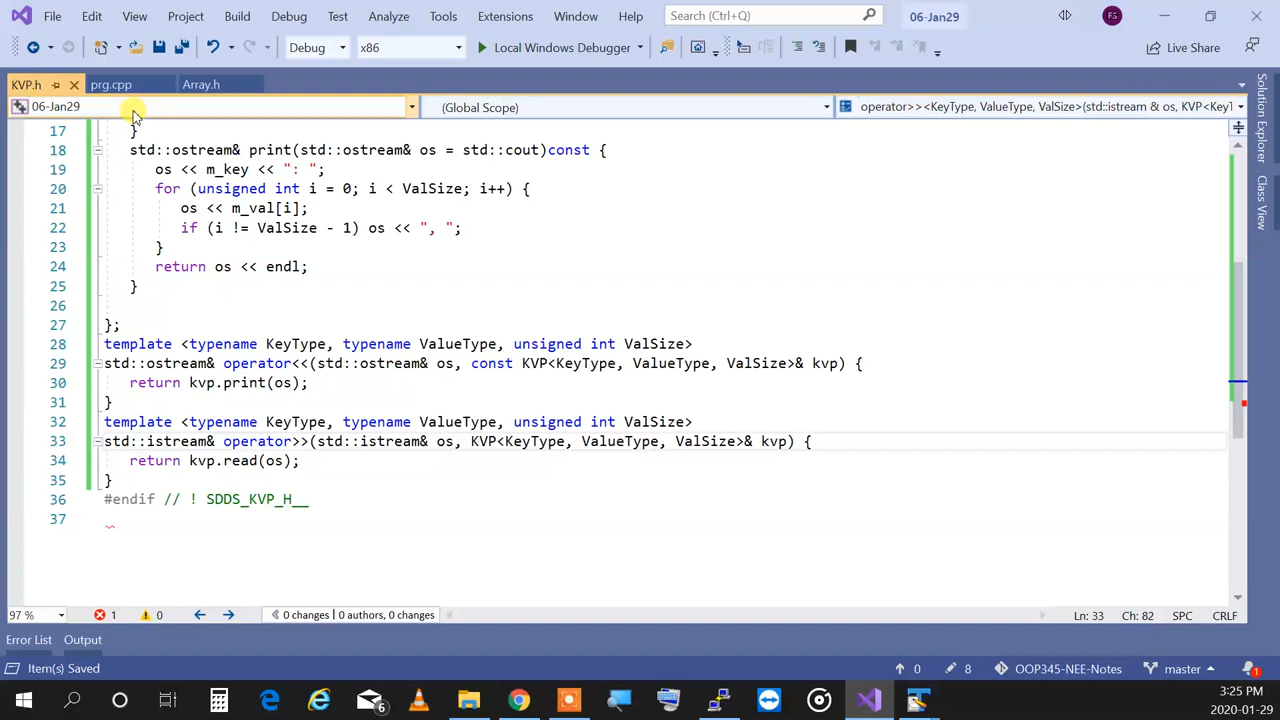 File Edit View Project Build Debug Test Analyze Tools Extensions Window Help Search (Ctrl+Q) 06-Jan29 FS
Debug x86 Local Windows Debugger Live Share
KVP.h prg.cpp Array.h
06-Jan29 (Global Scope) operator>><KeyType, ValueType, ValSize>(std::istream & os, KVP<Key
17 }
18 std::ostream& print(std::ostream& os = std::cout)const {
19 os << m_key << ": ";
20 for (unsigned int i = 0; i < ValSize; i++) {
21 os << m_val[i];
22 if (i != ValSize - 1) os << ", ";
23 }
24 return os << endl;
25 }
26
27 };
28 template <typename KeyType, typename ValueType, unsigned int ValSize>
29 std::ostream& operator<<(std::ostream& os, const KVP<KeyType, ValueType, ValSize>& kvp) {
30 return kvp.print(os);
31 }
32 template <typename KeyType, typename ValueType, unsigned int ValSize>
33 std::istream& operator>>(std::istream& os, KVP<KeyType, ValueType, ValSize>& kvp) {
34 return kvp.read(os);
35 }
36 #endif // ! SDDS_KVP_H__
37
97 % 1 0 0 changes | 0 authors, 0 changes Ln: 33 Ch: 82 SPC CRLF
Error List Output
Item(s) Saved 0 8 OOP345-NEE-Notes master 1
Solution Explorer
Class View
6
3:25 PM
2020-01-29